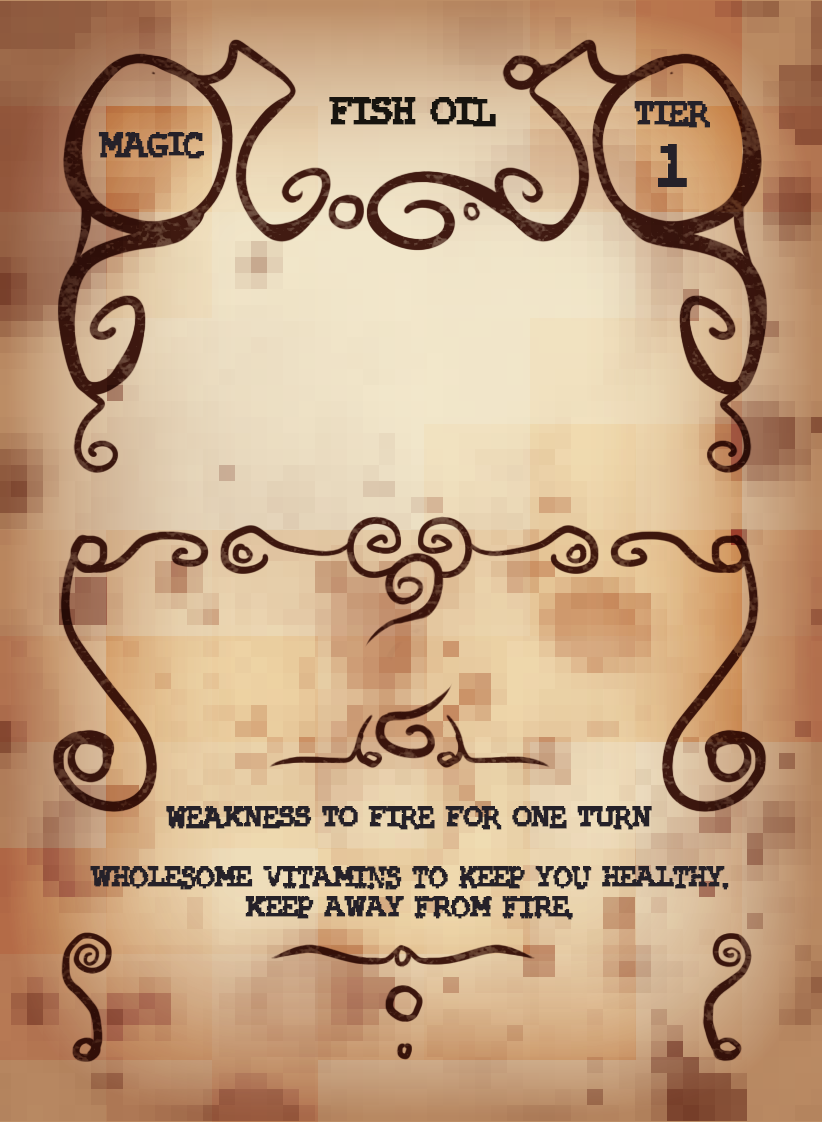 FISH OIL
MAGIC
TIER
1
WEAKNESS TO FIRE FOR ONE TURN
WHOLESOME VITAMINS TO KEEP YOU HEALTHY.
KEEP AWAY FROM FIRE.